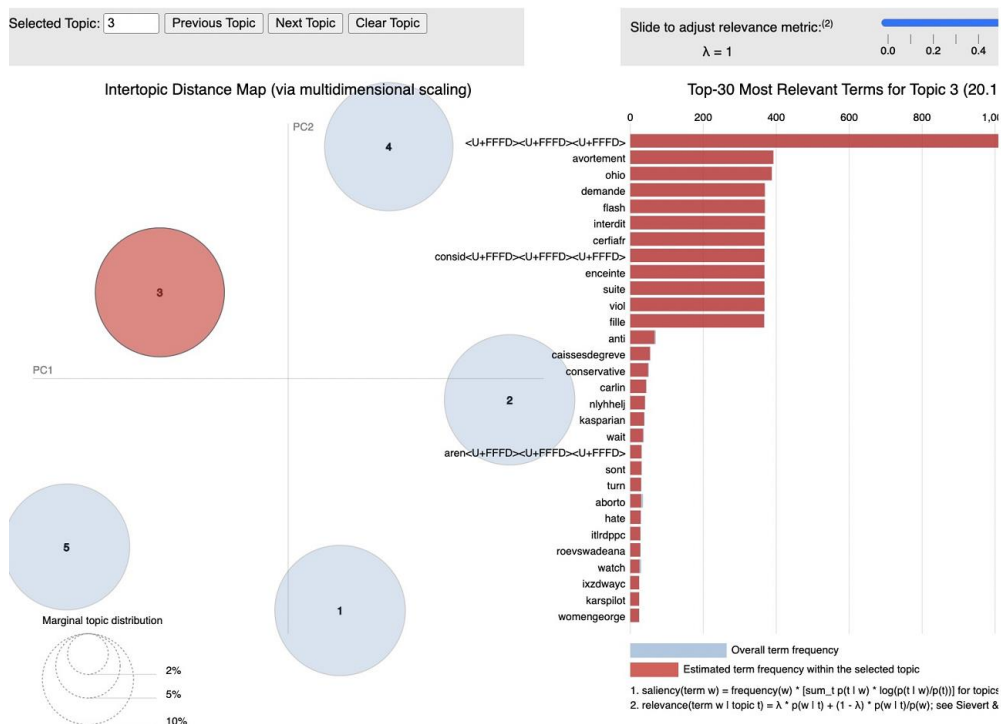 Selected Topic: 3 Previous Topic Next Topic Clear Topic
Slide to adjust relevance metric:(2)
λ = 1
0.0 0.2 0.4
Intertopic Distance Map (via multidimensional scaling)
PC2
PC1
4
3
2
5
1
Marginal topic distribution
2%
5%
10%
Top-30 Most Relevant Terms for Topic 3 (20.1
0 200 400 600 800 1,0
<U+FFFD><U+FFFD><U+FFFD>
avortement
ohio
demande
flash
interdit
cerfiafr
consid<U+FFFD><U+FFFD><U+FFFD>
enceinte
suite
viol
fille
anti
caissesdegreve
conservative
carlin
nlyhhelj
kasparian
wait
aren<U+FFFD><U+FFFD><U+FFFD>
sont
turn
aborto
hate
itlrdppc
roevswadeana
watch
ixzdwayc
karspilot
womengeorge
Overall term frequency
Estimated term frequency within the selected topic
1. saliency(term w) = frequency(w) * [sum_t p(t | w) * log(p(t | w)/p(t))] for topics
2. relevance(term w | topic t) = λ * p(w | t) + (1 - λ) * p(w | t)/p(w); see Sievert &